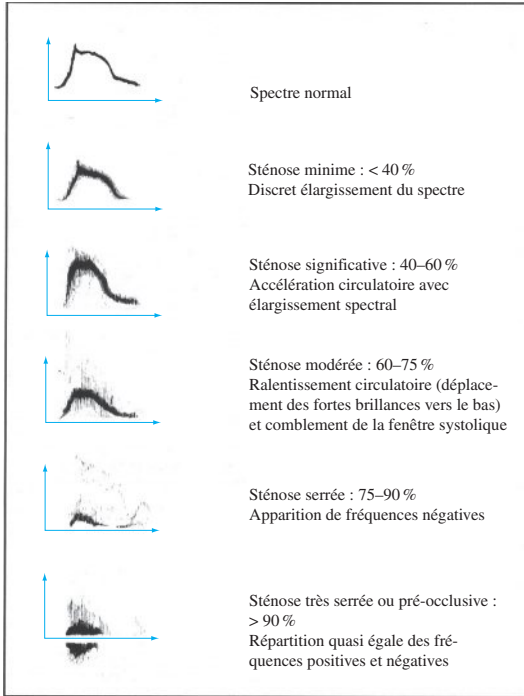 Spectre normal
Sténose minime : < 40 %
Discret élargissement du spectre
Sténose significative : 40–60 %
Accélération circulatoire avec
élargissement spectral
Sténose modérée : 60–75 %
Ralentissement circulatoire (déplace-
ment des fortes brillances vers le bas)
et comblement de la fenêtre systolique
Sténose serrée : 75–90 %
Apparition de fréquences négatives
Sténose très serrée ou pré-occlusive :
> 90 %
Répartition quasi égale des fré-
quences positives et négatives